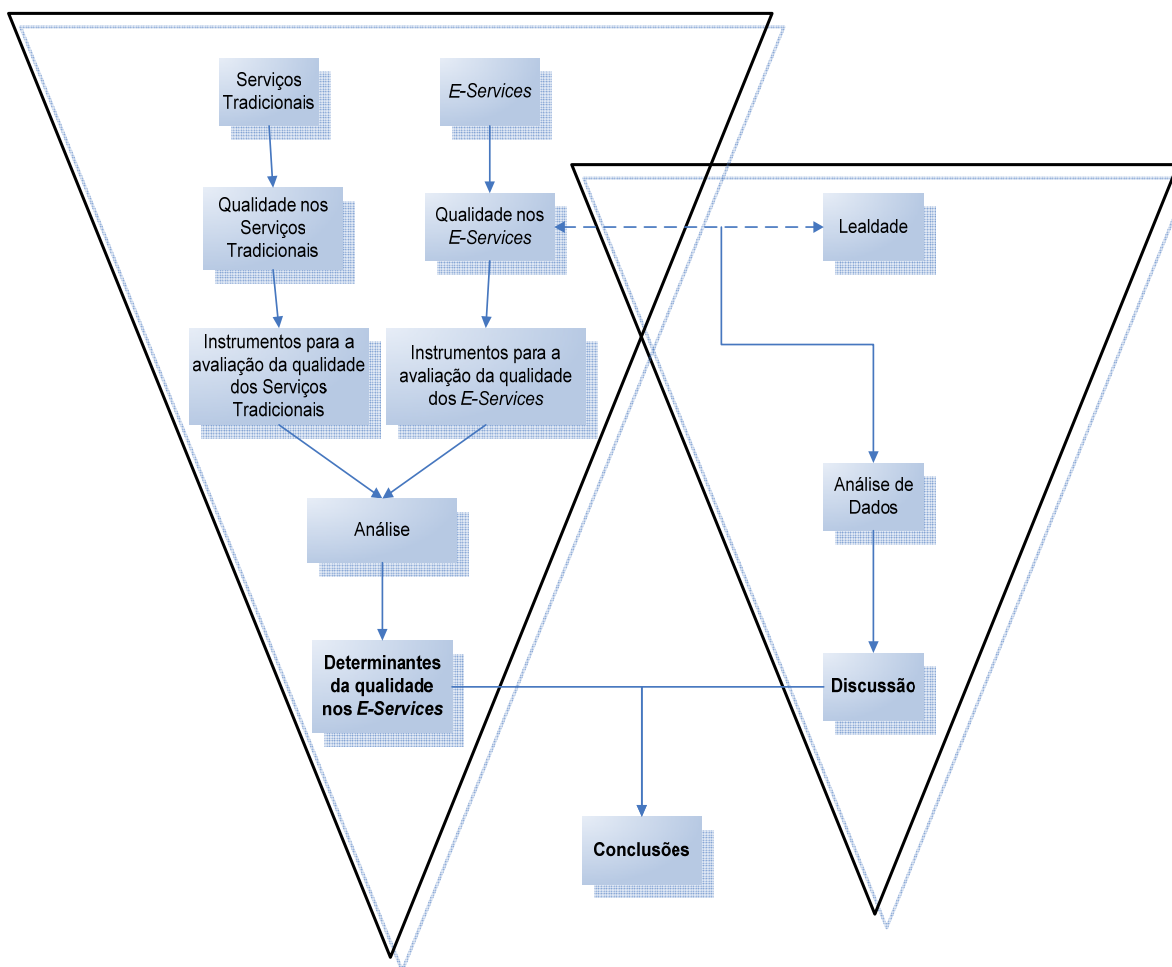 Serviços
Tradicionais
E-Services
Qualidade nos
Serviços
Tradicionais
Qualidade nos
E-Services
Lealdade
Instrumentos para a
avaliação da qualidade
dos Serviços
Tradicionais
Instrumentos para a
avaliação da qualidade
dos E-Services
Análise
Análise de
Dados
Determinantes
da qualidade
nos E-Services
Discussão
Conclusões